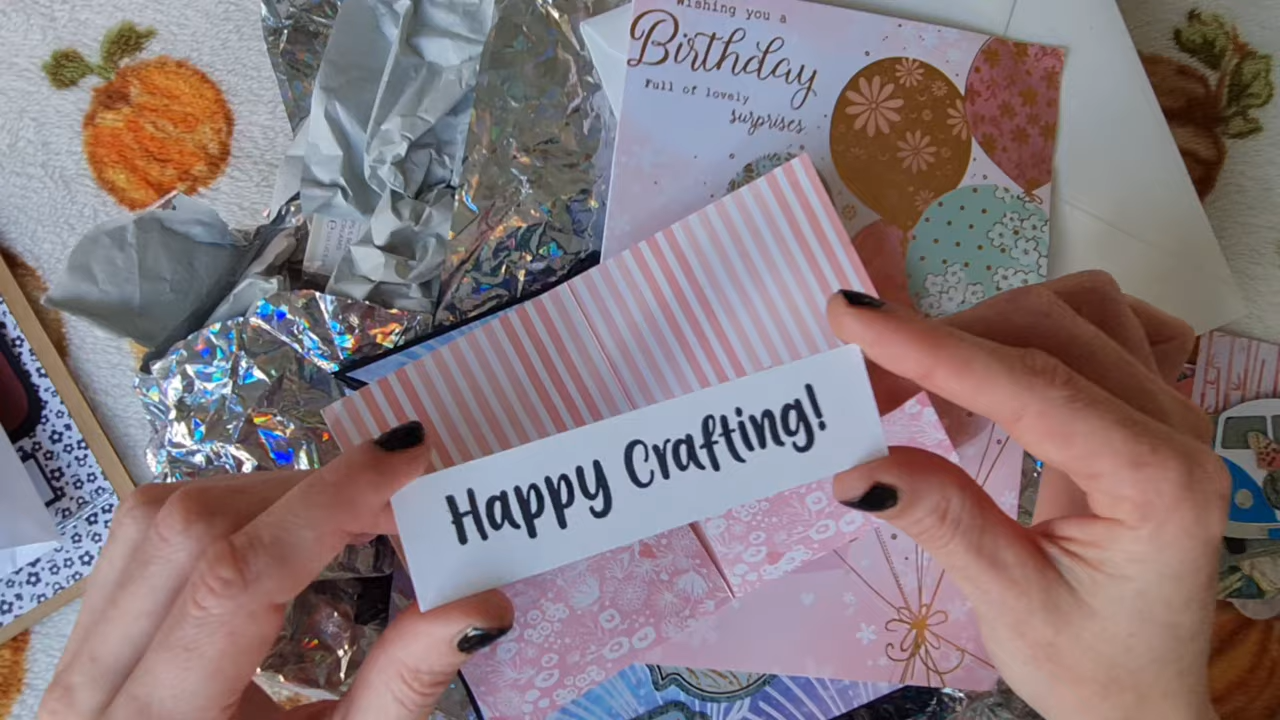 Wishing you a
Birthday
Full of lovely
surprises
Happy Crafting!